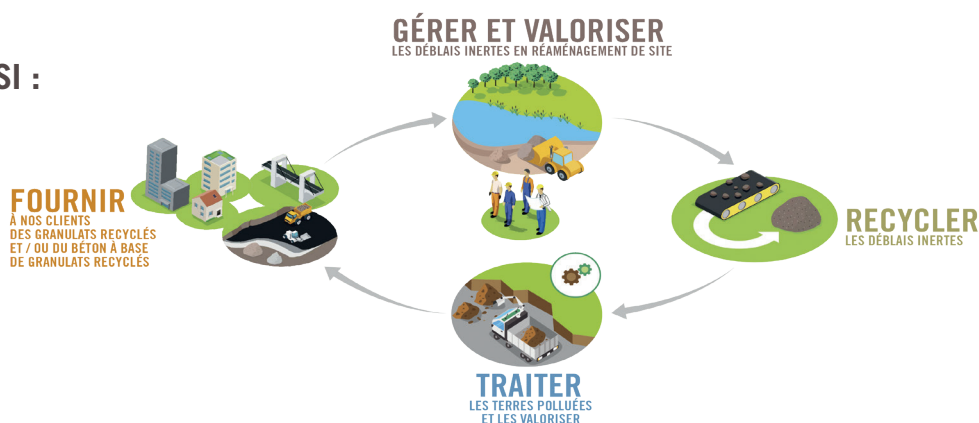 SI :
GÉRER ET VALORISER
LES DÉBLAIS INERTES EN RÉAMÉNAGEMENT DE SITE
FOURNIR
À NOS CLIENTS
DES GRANULATS RECYCLÉS
ET / OU DU BÉTON À BASE
DE GRANULATS RECYCLÉS
RECYCLER
LES DÉBLAIS INERTES
TRAITER
LES TERRES POLLUÉES
ET LES VALORISER